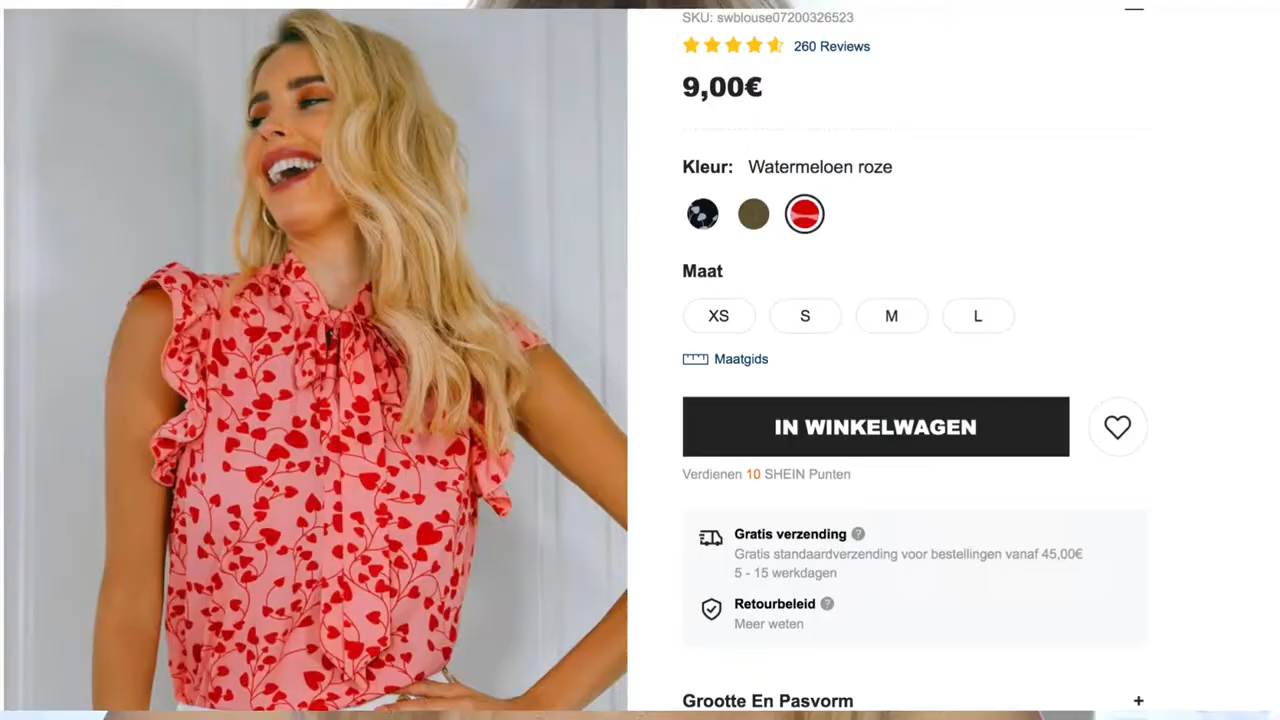 SKU: swblouse07200326523
260 Reviews
9,00€
Kleur: Watermeloen roze
Maat
XS S M L
Maatgids
IN WINKELWAGEN
Verdienen 10 SHEIN Punten
Gratis verzending ?
Gratis standaardverzending voor bestellingen vanaf 45,00€
5 - 15 werkdagen
Retourbeleid ?
Meer weten
Grootte En Pasvorm +